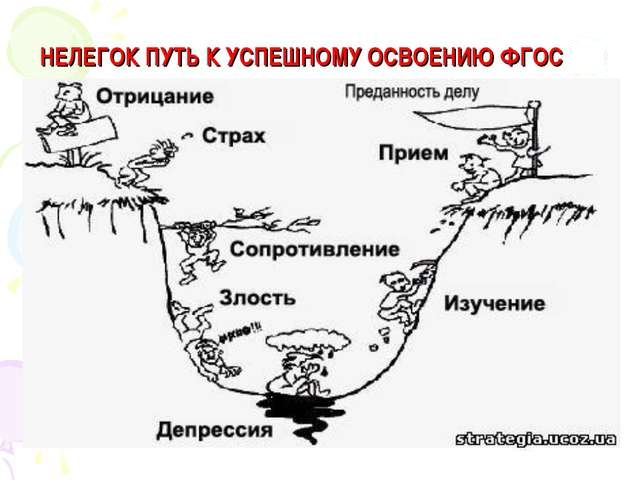 НЕЛЕГОК ПУТЬ К УСПЕШНОМУ ОСВОЕНИЮ ФГОС
Отрицание
Преданность делу
Страх
Прием
Сопротивление
Злость
Изучение
Депрессия
strategia.ucoz.ua